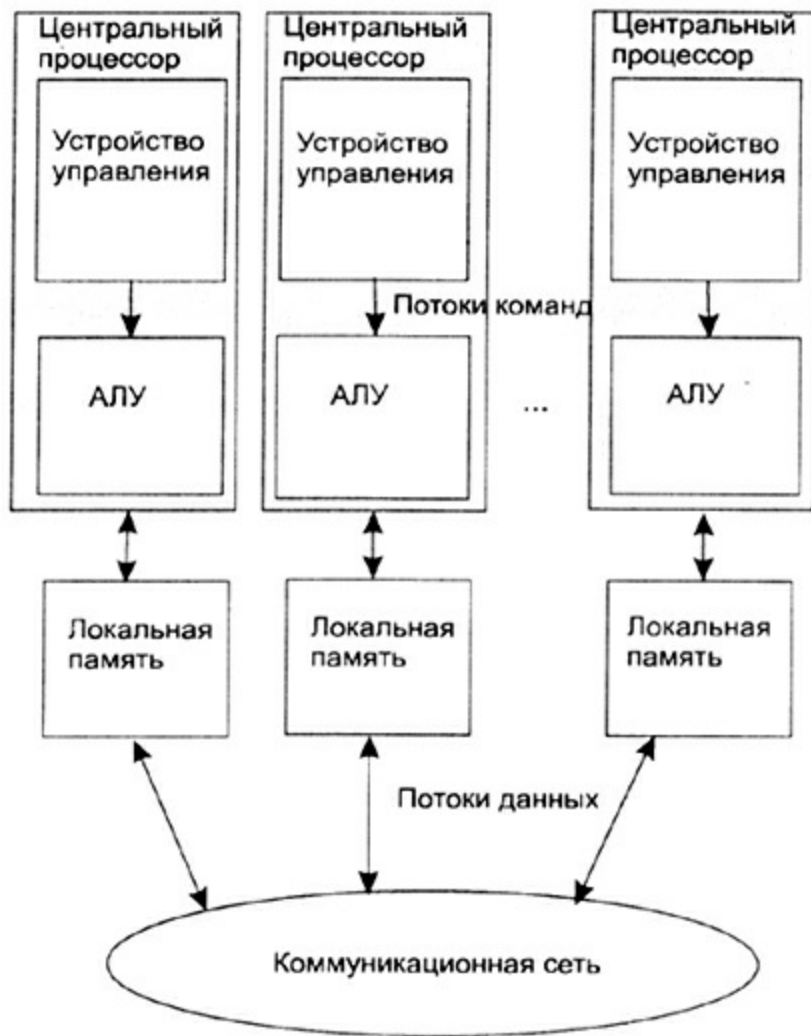 Центральный
процессор
Центральный
процессор
Центральный
процессор
Устройство
управления
Устройство
управления
Устройство
управления
Потоки команд
АЛУ
АЛУ
...
АЛУ
Локальная
память
Локальная
память
Локальная
память
Потоки данных
Коммуникационная сеть